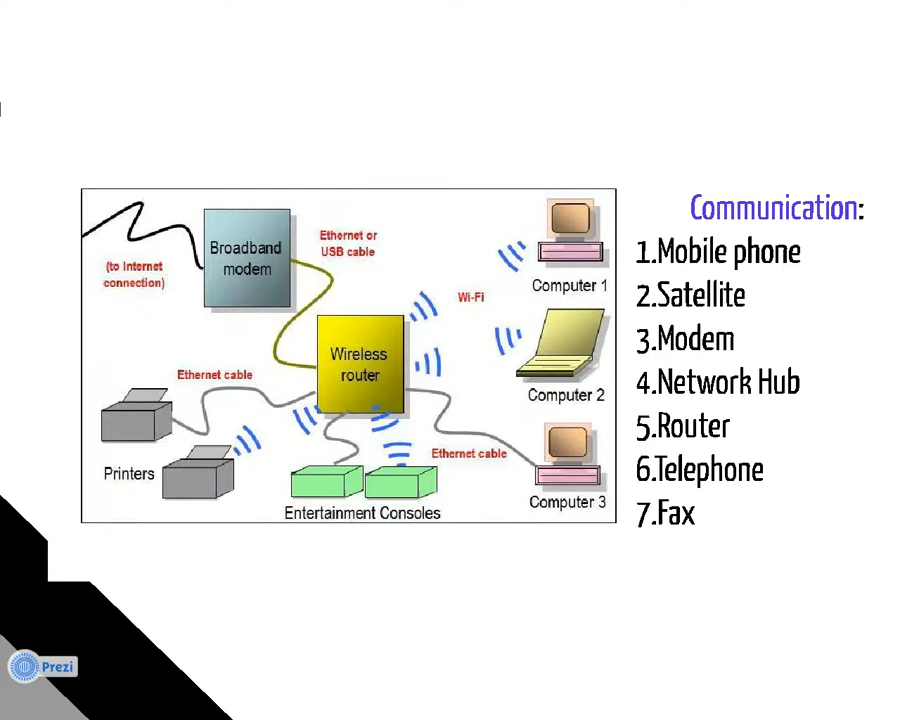 Communication:
1.Mobile phone
2.Satellite
3.Modem
4.Network Hub
5.Router
6.Telephone
7.Fax
Broadband
modem
(to Internet
connection)
Ethernet or
USB cable
Wi-Fi
Computer 1
Wireless
router
Ethernet cable
Computer 2
Printers
Ethernet cable
Computer 3
Entertainment Consoles
Prezi